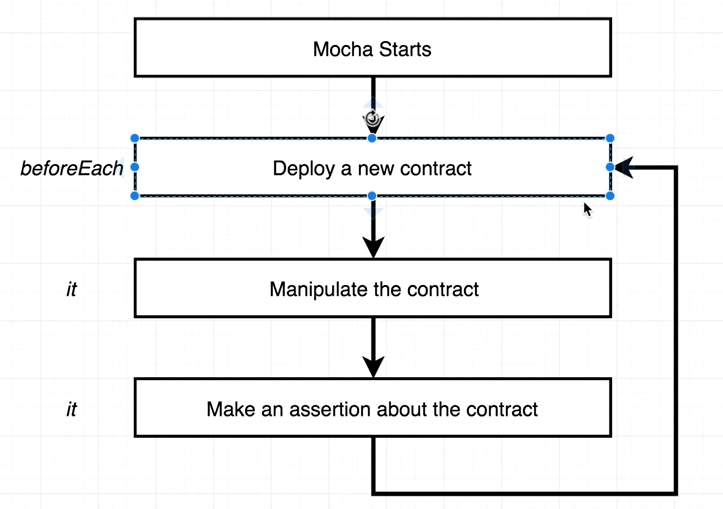 Mocha Starts
beforeEach
Deploy a new contract
it
Manipulate the contract
it
Make an assertion about the contract